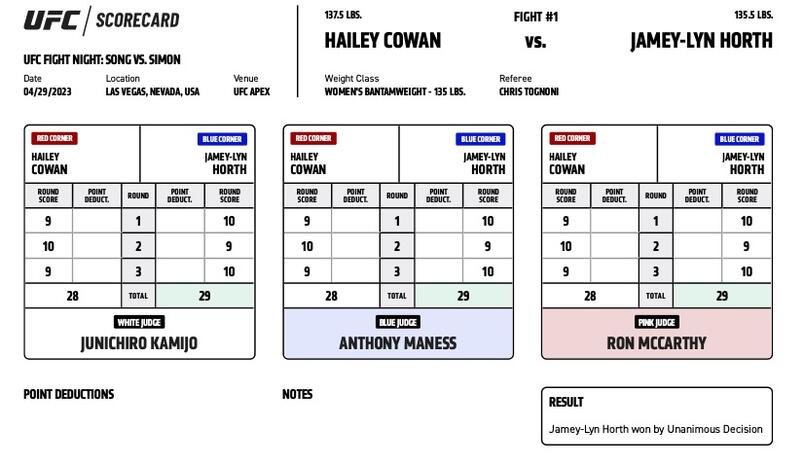 UFC / SCORECARD
UFC FIGHT NIGHT: SONG VS. SIMON
Date Location Venue
04/29/2023 LAS VEGAS, NEVADA, USA UFC APEX
137.5 LBS. FIGHT #1 135.5 LBS.
HAILEY COWAN VS. JAMEY-LYN HORTH
Weight Class Referee
WOMEN'S BANTAMWEIGHT - 135 LBS. CHRIS TOGNONI
RED CORNER BLUE CORNER
HAILEY JAMEY-LYN
COWAN HORTH
ROUND POINT ROUND POINT ROUND
SCORE DEDUCT. DEDUCT. SCORE
9 1 10
10 2 9
9 3 10
28 TOTAL 29
WHITE JUDGE
JUNICHIRO KAMIJO
RED CORNER BLUE CORNER
HAILEY JAMEY-LYN
COWAN HORTH
ROUND POINT ROUND POINT ROUND
SCORE DEDUCT. DEDUCT. SCORE
9 1 10
10 2 9
9 3 10
28 TOTAL 29
BLUE JUDGE
ANTHONY MANESS
RED CORNER BLUE CORNER
HAILEY JAMEY-LYN
COWAN HORTH
ROUND POINT ROUND POINT ROUND
SCORE DEDUCT. DEDUCT. SCORE
9 1 10
10 2 9
9 3 10
28 TOTAL 29
PINK JUDGE
RON MCCARTHY
POINT DEDUCTIONS
NOTES
RESULT
Jamey-Lyn Horth won by Unanimous Decision